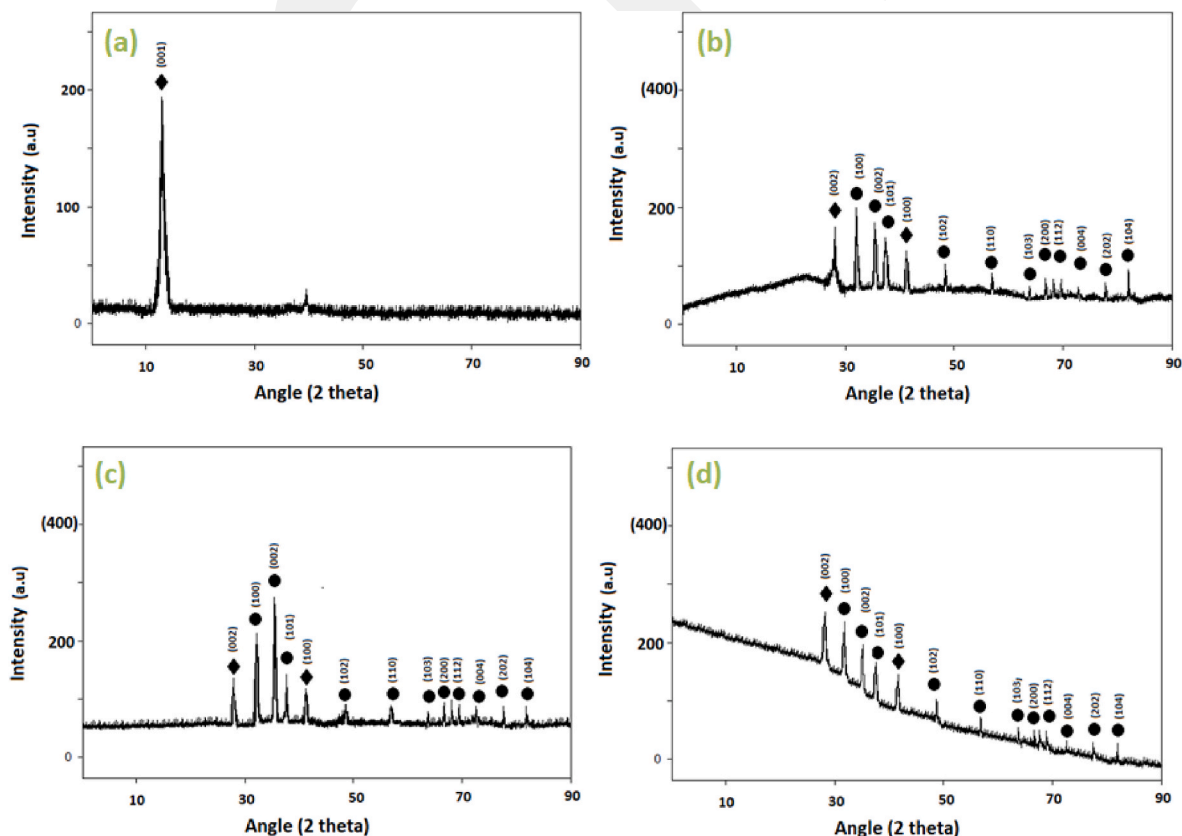 (a)
(001)
200
100
0
Intensity (a.u)
10 30 50 70 90
Angle (2 theta)
(b)
(400)
200
0
Intensity (a.u)
(002) (100) (002) (101) (100) (102) (110) (103) (200) (112) (004) (202) (104)
10 30 50 70 90
Angle (2 theta)
(c)
(400)
200
0
Intensity (a.u)
(002) (100) (002) (101) (100) (102) (110) (103) (200) (112) (004) (202) (104)
10 30 50 70 90
Angle (2 theta)
(d)
(400)
200
0
Intensity (a.u)
(002) (100) (002) (101) (100) (102) (110) (103) (200) (112) (004) (202) (104)
10 30 50 70 90
Angle (2 theta)